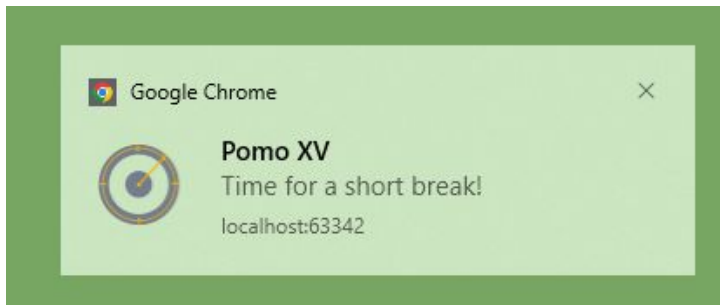 Google Chrome
Pomo XV
Time for a short break!
localhost:63342